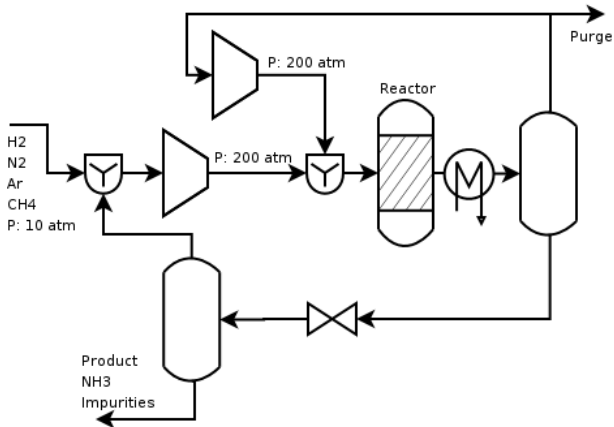 Purge
P: 200 atm
Reactor
H2
N2
Ar
CH4
P: 10 atm
P: 200 atm
Product
NH3
Impurities